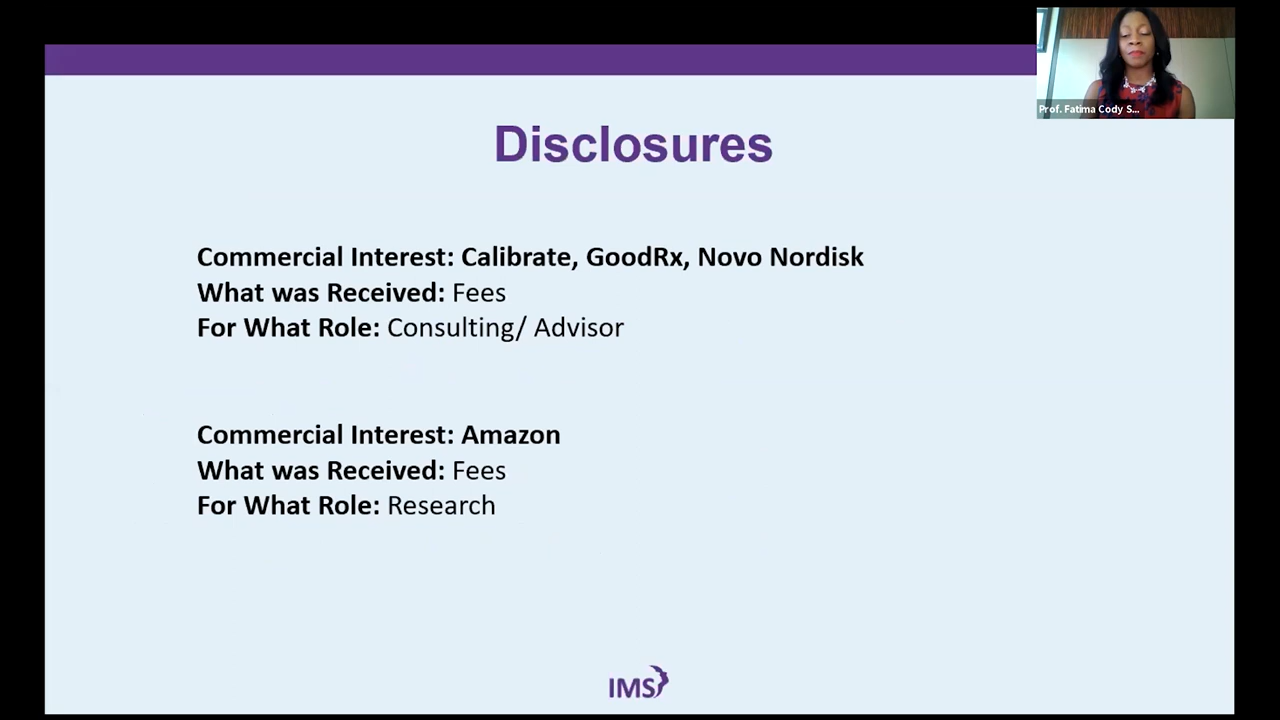 Prof. Fatima Cody S...
Disclosures
Commercial Interest: Calibrate, GoodRx, Novo Nordisk
What was Received: Fees
For What Role: Consulting/ Advisor
Commercial Interest: Amazon
What was Received: Fees
For What Role: Research
IMS